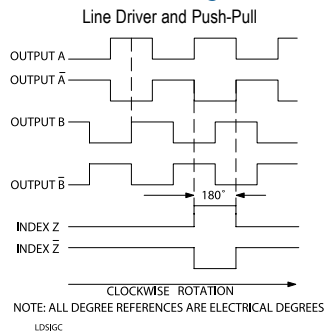 Line Driver and Push-Pull
OUTPUT A
OUTPUT A̅
OUTPUT B
OUTPUT B̅
180°
INDEX Z
INDEX Z̅
CLOCKWISE ROTATION
NOTE: ALL DEGREE REFERENCES ARE ELECTRICAL DEGREES
LDSIGC